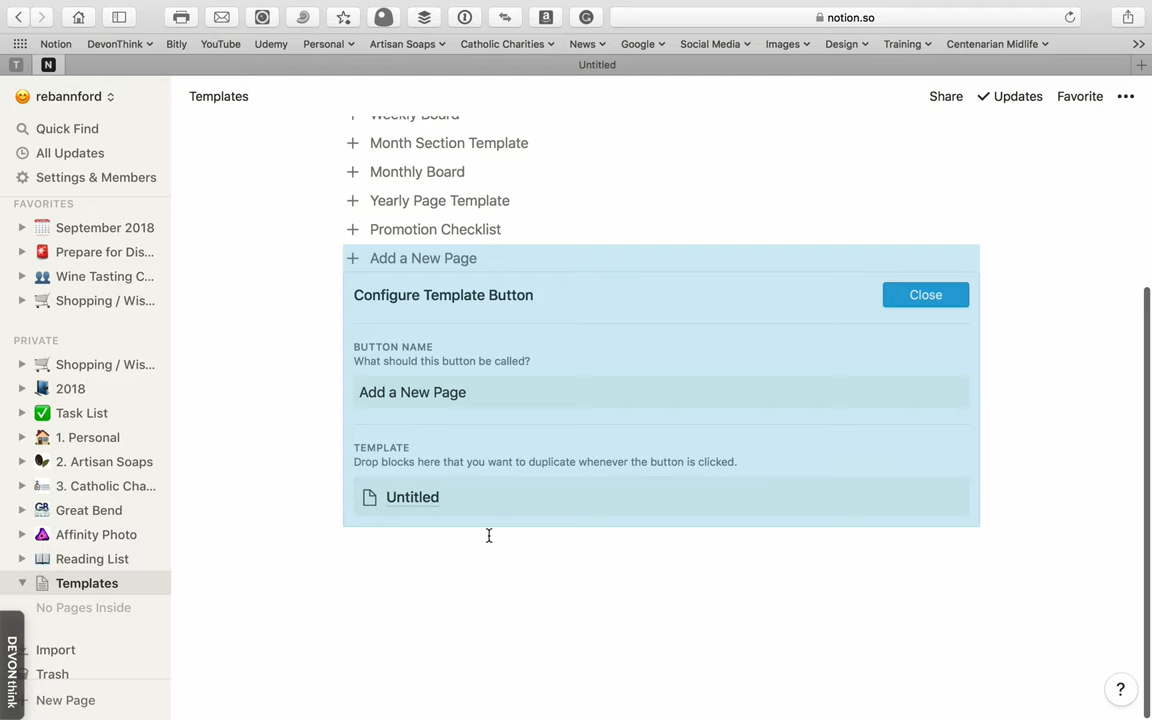 notion.so
Notion
DevonThink
Bitly
YouTube
Udemy
Personal
Artisan Soaps
Catholic Charities
News
Google
Social Media
Images
Design
Training
Centenarian Midlife
T
N
Untitled
rebannford
Templates
Share
Updates
Favorite
Quick Find
All Updates
Settings & Members
FAVORITES
September 2018
Prepare for Dis...
Wine Tasting C...
Shopping / Wis...
PRIVATE
Shopping / Wis...
2018
Task List
1. Personal
2. Artisan Soaps
3. Catholic Cha...
Great Bend
Affinity Photo
Reading List
Templates
No Pages Inside
Import
Trash
New Page
DEVONthink
Weekly Board
Month Section Template
Monthly Board
Yearly Page Template
Promotion Checklist
Add a New Page
Configure Template Button
Close
BUTTON NAME
What should this button be called?
Add a New Page
TEMPLATE
Drop blocks here that you want to duplicate whenever the button is clicked.
Untitled
?